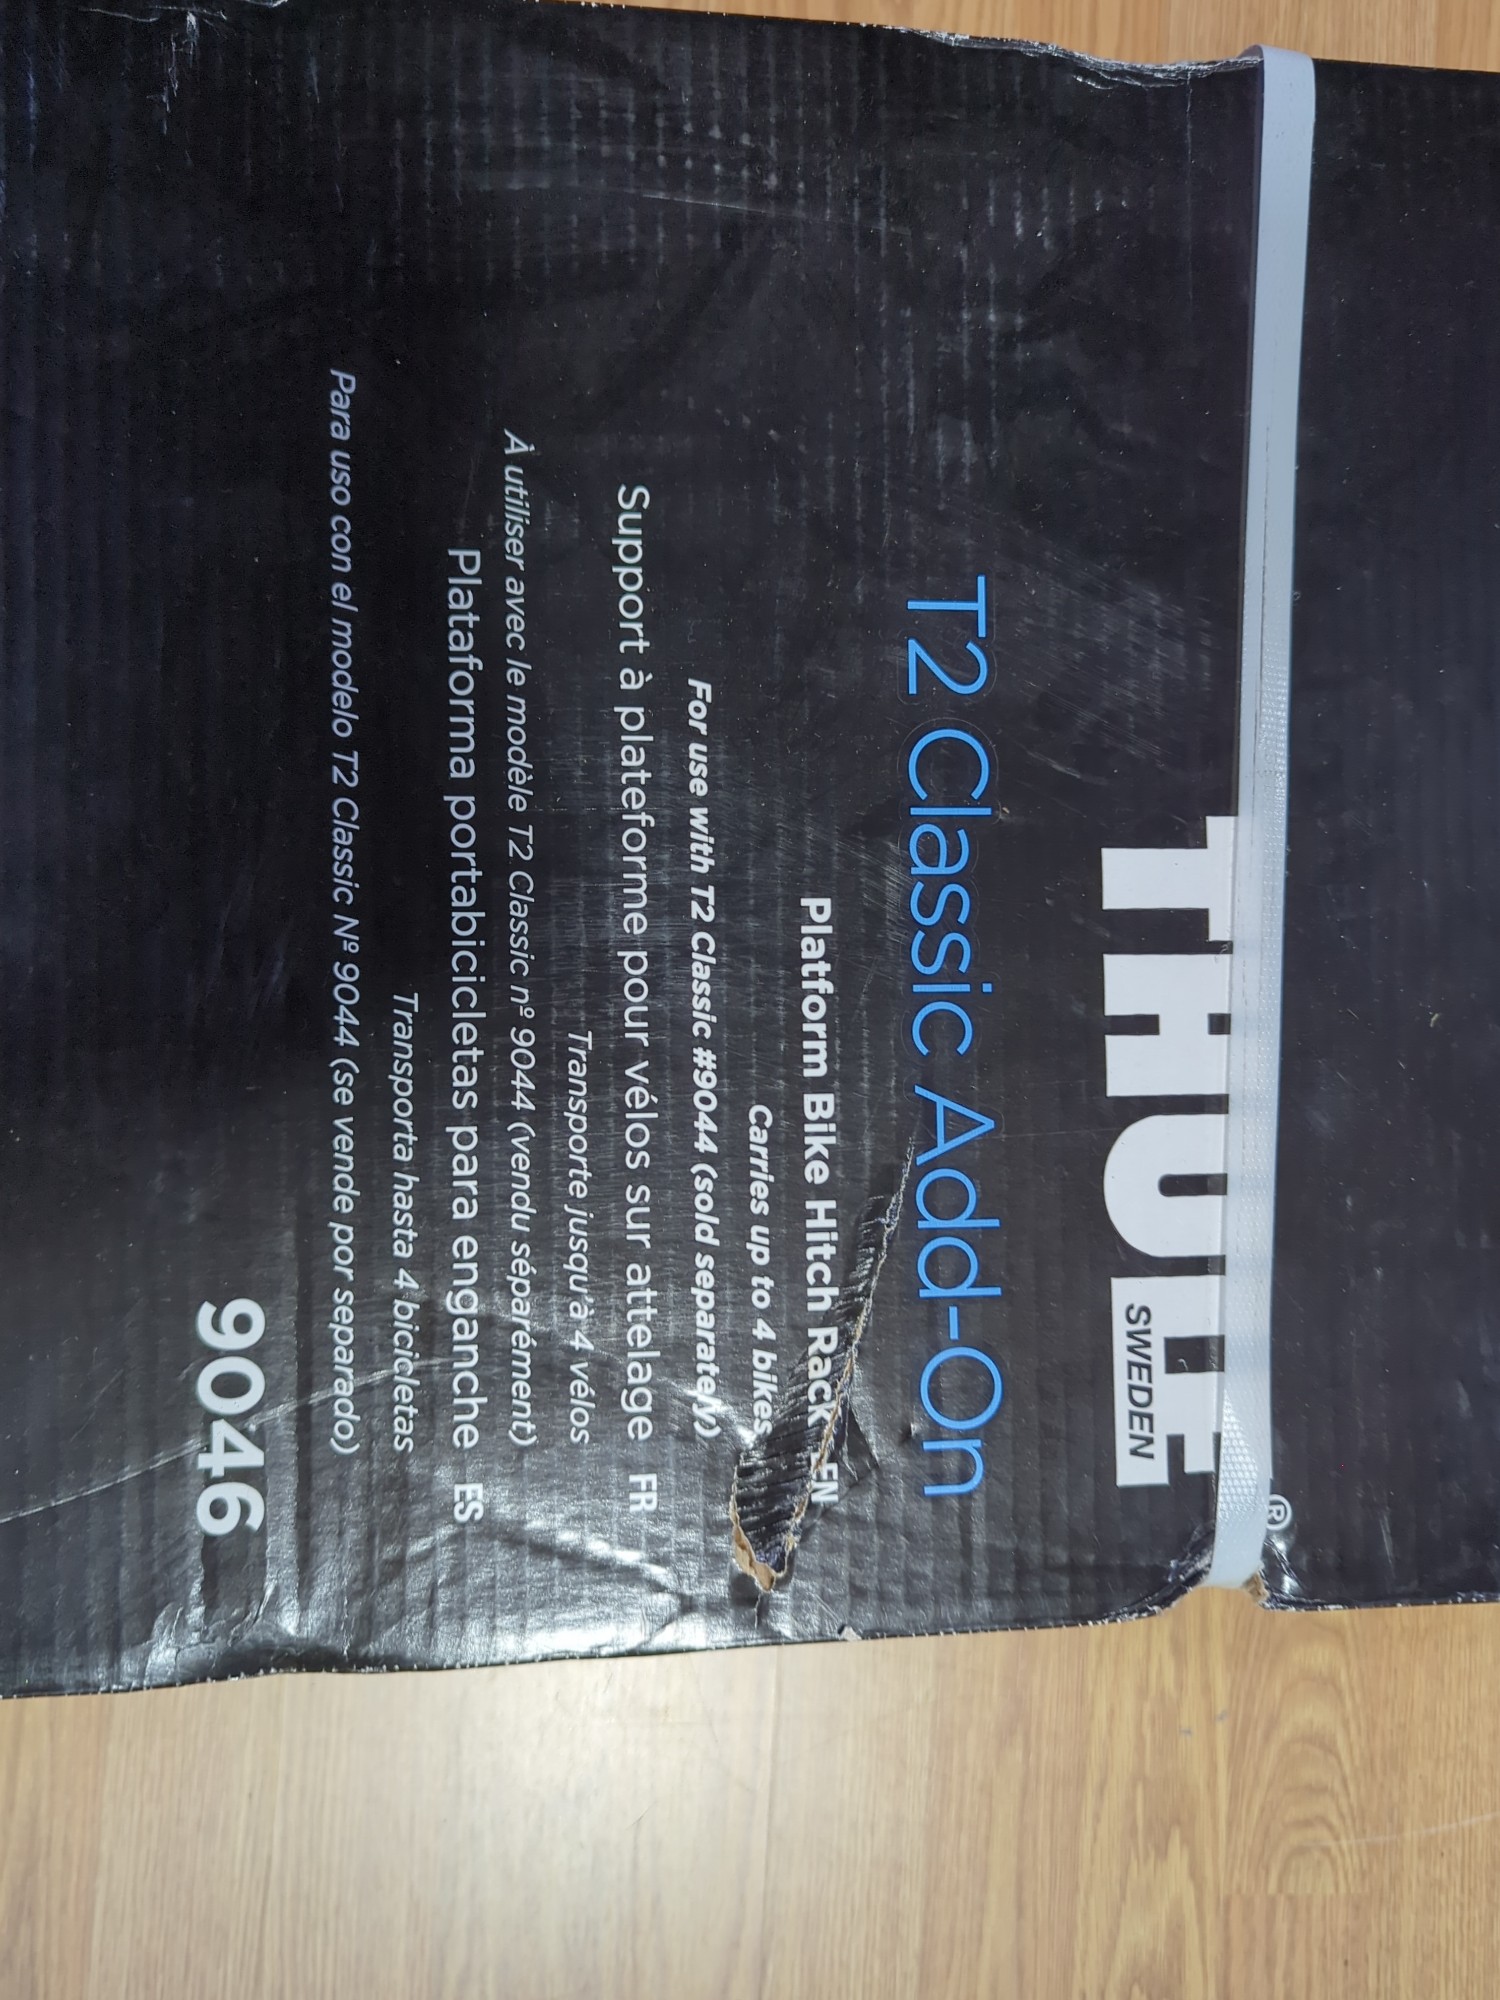 THULE®
SWEDEN
T2 Classic Add-On
Platform Bike Hitch Rack EN
Carries up to 4 bikes
For use with T2 Classic #9044 (sold separately)
Support à plateforme pour vélos sur attelage FR
Transporte jusqu'à 4 vélos
À utiliser avec le modèle T2 Classic nº 9044 (vendu séparément)
Plataforma portabicicletas para enganche ES
Transporta hasta 4 bicicletas
Para uso con el modelo T2 Classic Nº 9044 (se vende por separado)
9046